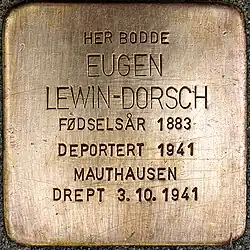 HER BODDE
EUGEN
LEWIN-DORSCH
FØDSELSÅR 1883
DEPORTERT 1941
MAUTHAUSEN
DREPT 3.10.1941